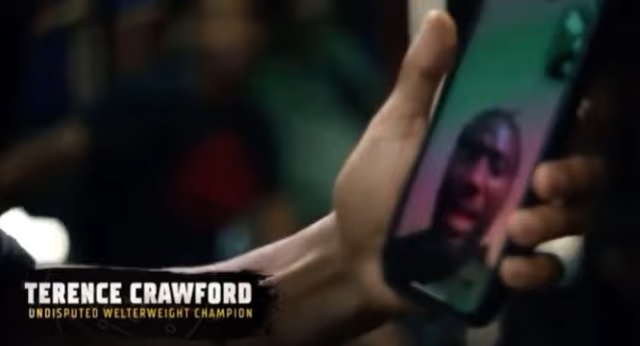 TERENCE CRAWFORD
UNDISPUTED WELTERWEIGHT CHAMPION